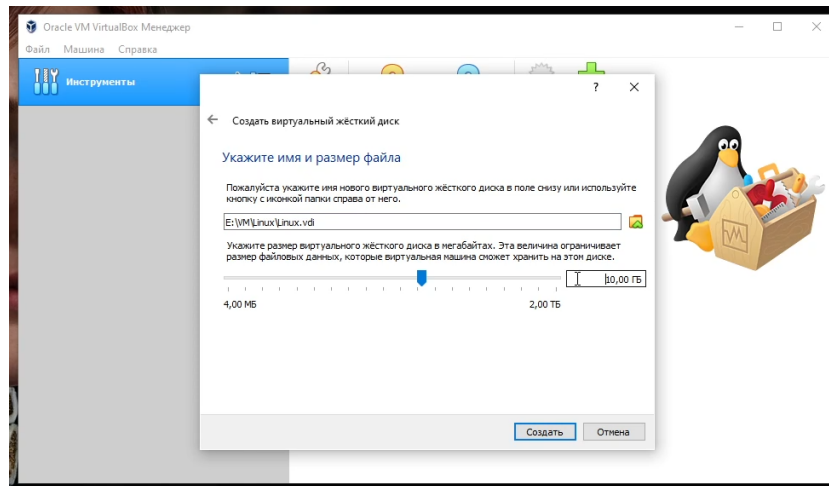 Oracle VM VirtualBox Менеджер
Файл Машина Справка
Инструменты
?
Создать виртуальный жёсткий диск
Укажите имя и размер файла
Пожалуйста укажите имя нового виртуального жёсткого диска в поле снизу или используйте
кнопку с иконкой папки справа от него.
E:\VM\Linux\Linux.vdi
Укажите размер виртуального жёсткого диска в мегабайтах. Эта величина ограничивает
размер файловых данных, которые виртуальная машина сможет хранить на этом диске.
10,00 ГБ
4,00 МБ 2,00 ТБ
Создать Отмена